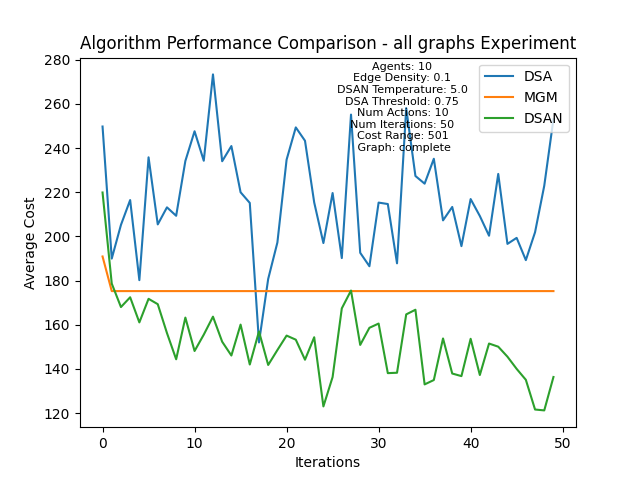 Algorithm Performance Comparison - all graphs Experiment
280
260
240
220
200
180
160
140
120
0
10
20
30
40
50
Average Cost
Iterations
Agents: 10
Edge Density: 0.1
DSAN Temperature: 5.0
DSA Threshold: 0.75
Num Actions: 10
Num Iterations: 50
Cost Range: 501
Graph: complete
DSA
MGM
DSAN